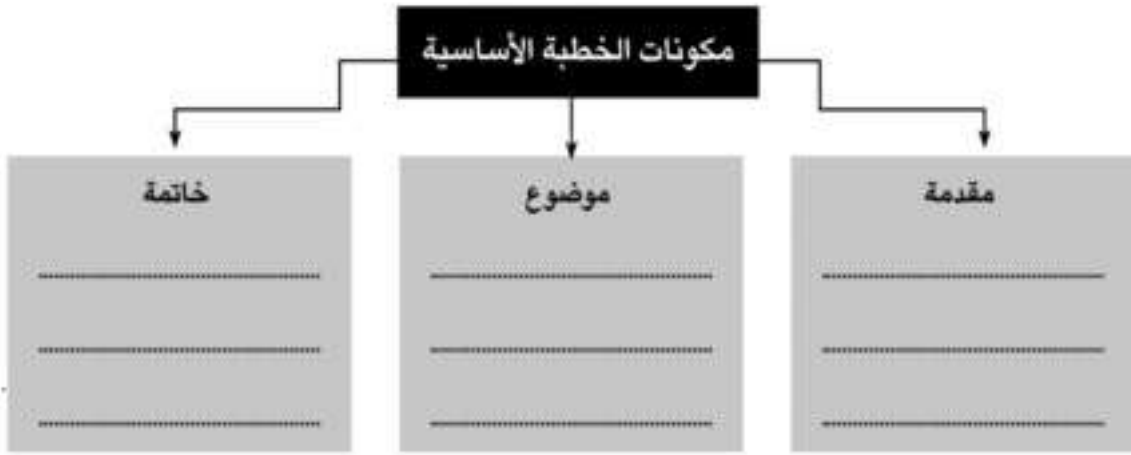 مكونات الخطبة الأساسية
مقدمة
موضوع
خاتمة